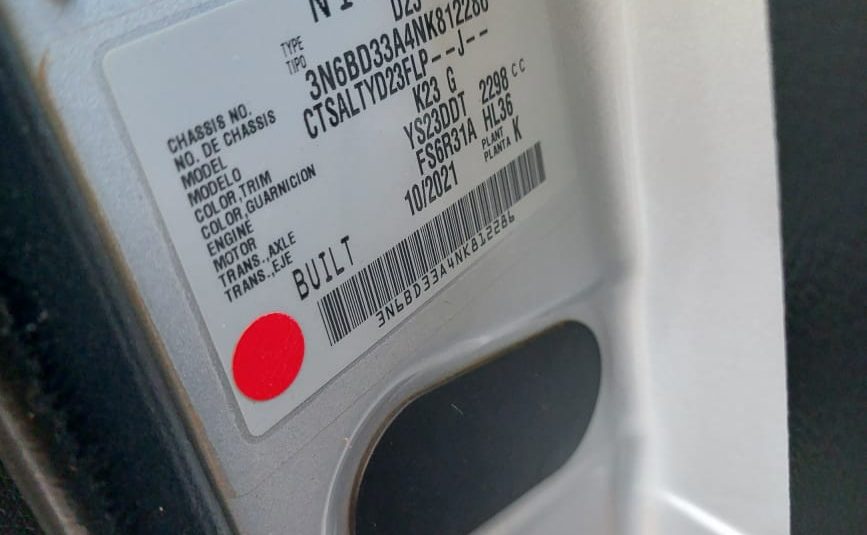 D23
TYPE
TIPO
CHASSIS NO. 3N6BD33A4NK812286
NO. DE CHASSIS
MODEL CTSALTYD23FLP--J--
MODELO
COLOR,TRIM K23 G
COLOR,GUARNICION
ENGINE YS23DDT 2298 CC
MOTOR
TRANS.,AXLE FS6R31A HL36
TRANS.,EJE
BUILT 10/2021 PLANT K
PLANTA
3N6BD33A4NK812286